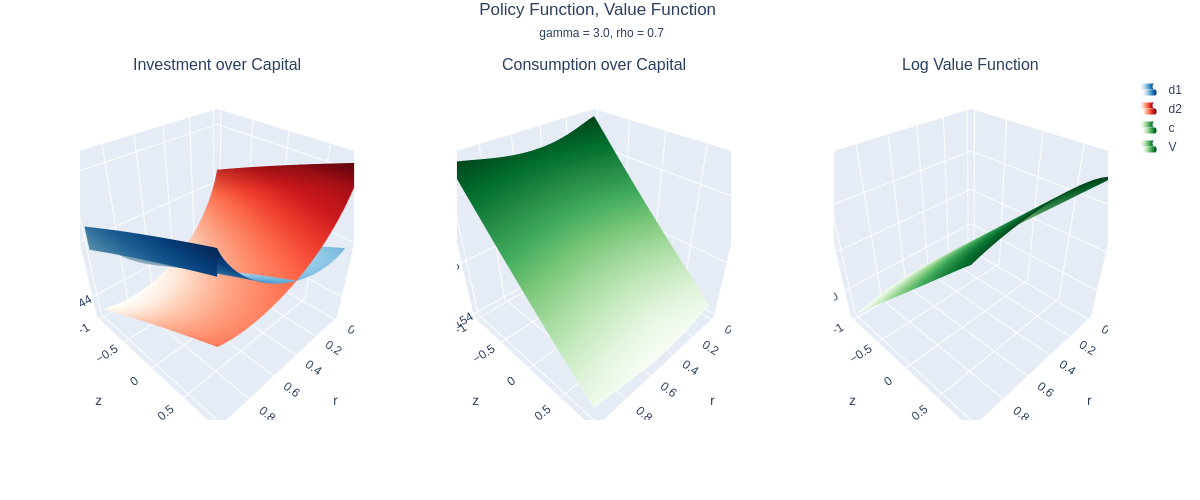 Policy Function, Value Function
gamma = 3.0, rho = 0.7
Investment over Capital
Consumption over Capital
Log Value Function
d1
d2
c
V
44
−1
−0.5
0
0.5
z
0
0.2
0.4
0.6
0.8
r
454
−1
−0.5
0
0.5
z
0
0.2
0.4
0.6
0.8
r
0
−1
−0.5
0
0.5
z
0
0.2
0.4
0.6
0.8
r